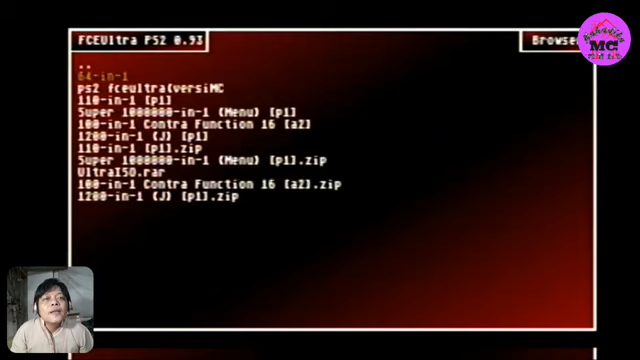 FCEUltra PS2 0.93
Browse
..
64-in-1
ps2 fceultra(versiMC
110-in-1 [p1]
Super 1000000-in-1 (Menu) [p1]
100-in-1 Contra Function 16 [a2]
1200-in-1 (J) [p1]
110-in-1 [p1].zip
Super 1000000-in-1 (Menu) [p1].zip
UltraISO.rar
100-in-1 Contra Function 16 [a2].zip
1200-in-1 (J) [p1].zip
MC